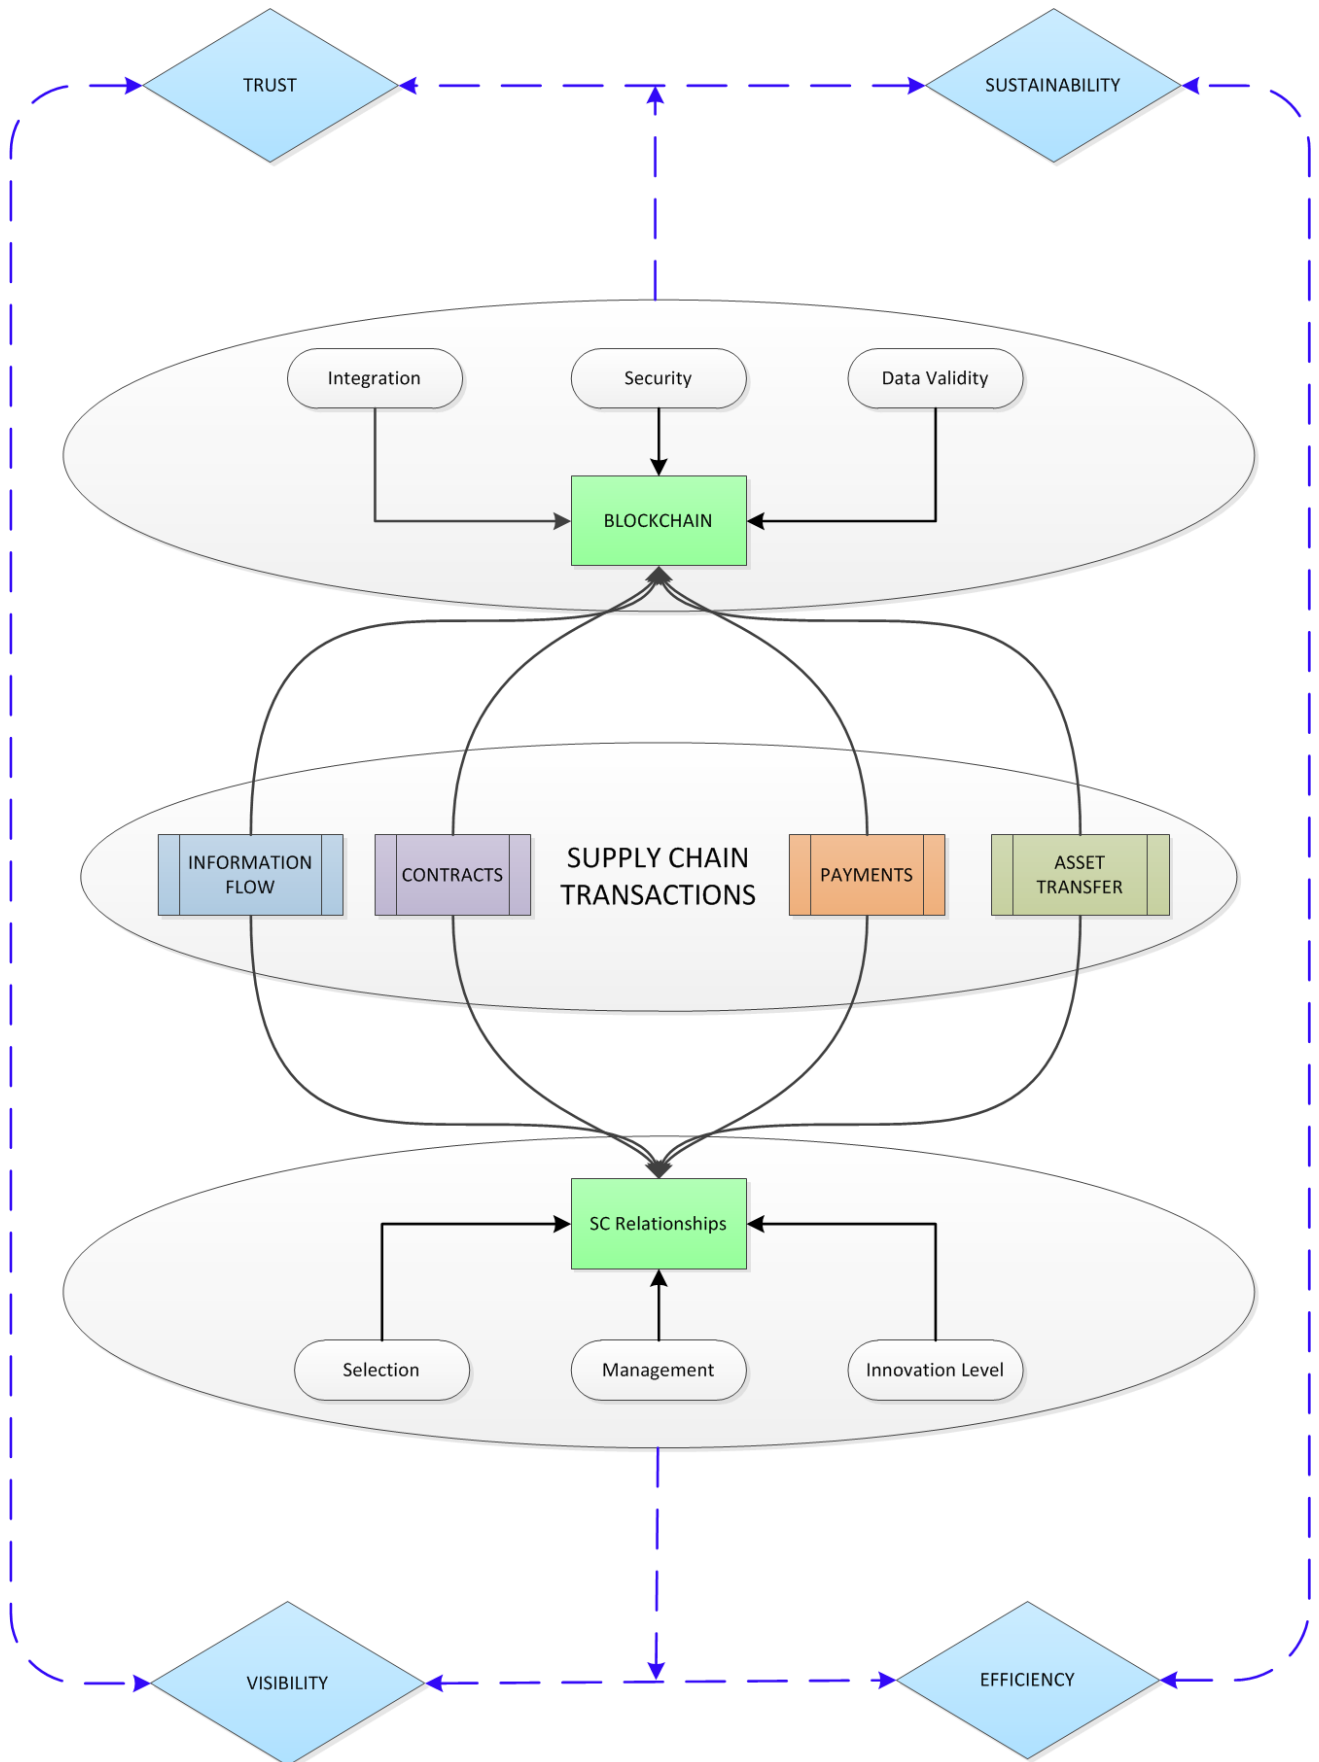 TRUST
SUSTAINABILITY
Integration
Security
Data Validity
BLOCKCHAIN
INFORMATION
FLOW
CONTRACTS
SUPPLY CHAIN
TRANSACTIONS
PAYMENTS
ASSET
TRANSFER
SC Relationships
Selection
Management
Innovation Level
VISIBILITY
EFFICIENCY